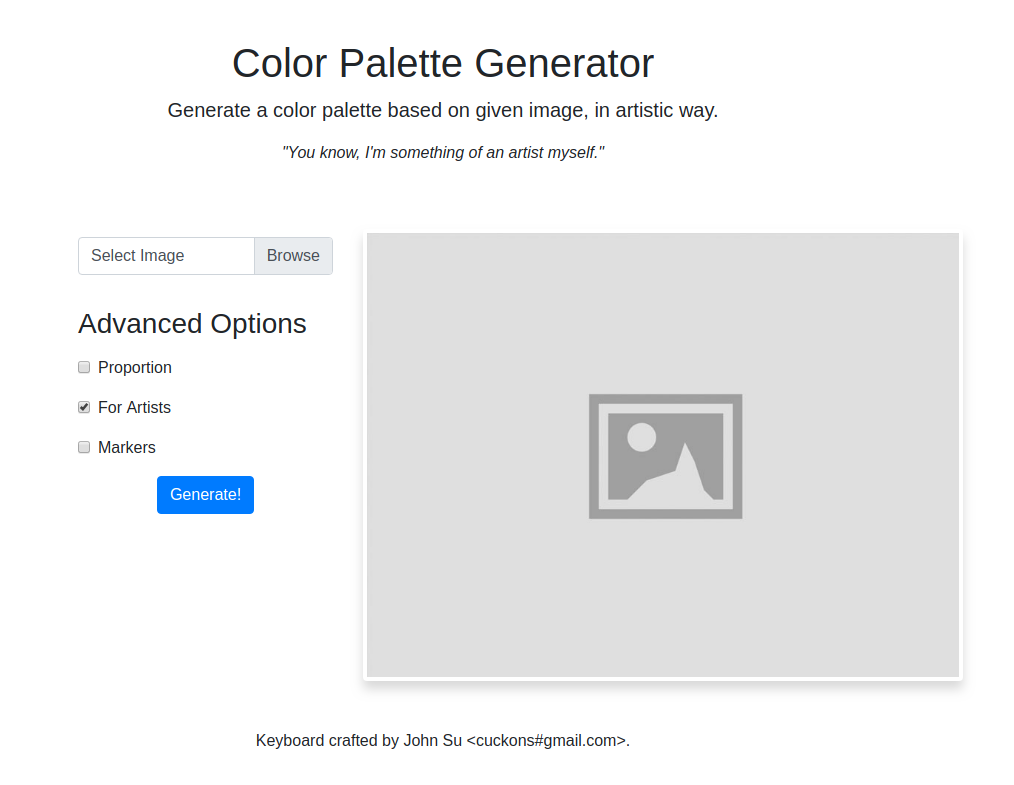 Color Palette Generator
Generate a color palette based on given image, in artistic way.
"You know, I'm something of an artist myself."
Select Image Browse
Advanced Options
Proportion
For Artists
Markers
Generate!
Keyboard crafted by John Su <cuckons#gmail.com>.